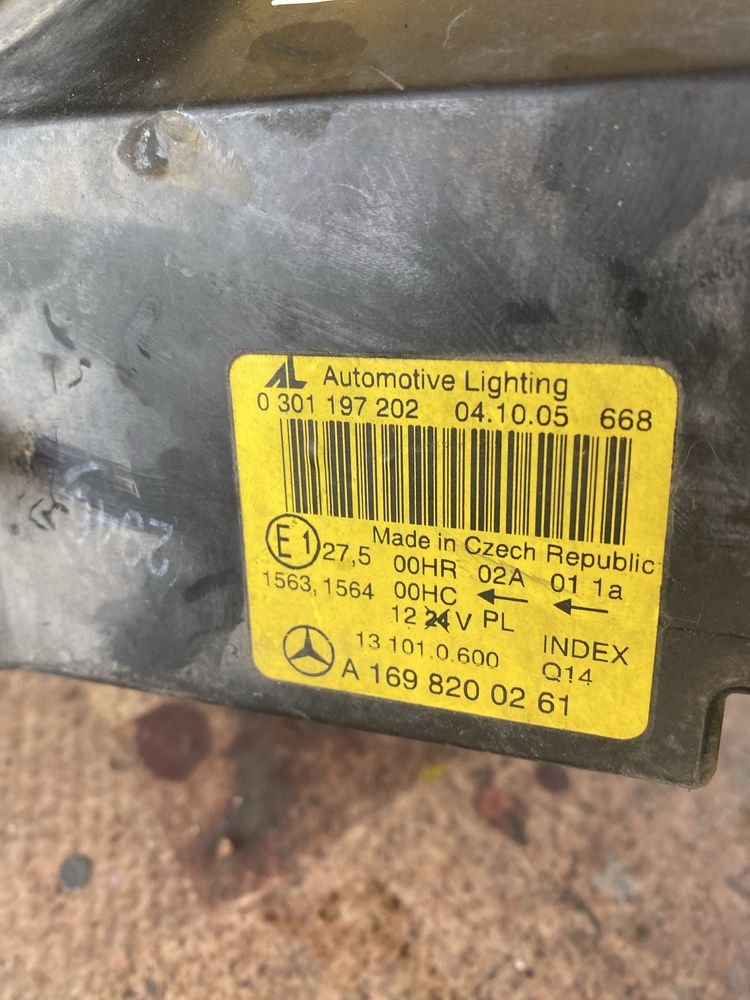 AL Automotive Lighting
0 301 197 202 04.10.05 668
Made in Czech Republic
E1 27,5 00HR 02A 01 1a
1563, 1564 00HC ← ←
12 24 V PL
13 101.0.600 INDEX
Q14
A 169 820 02 61